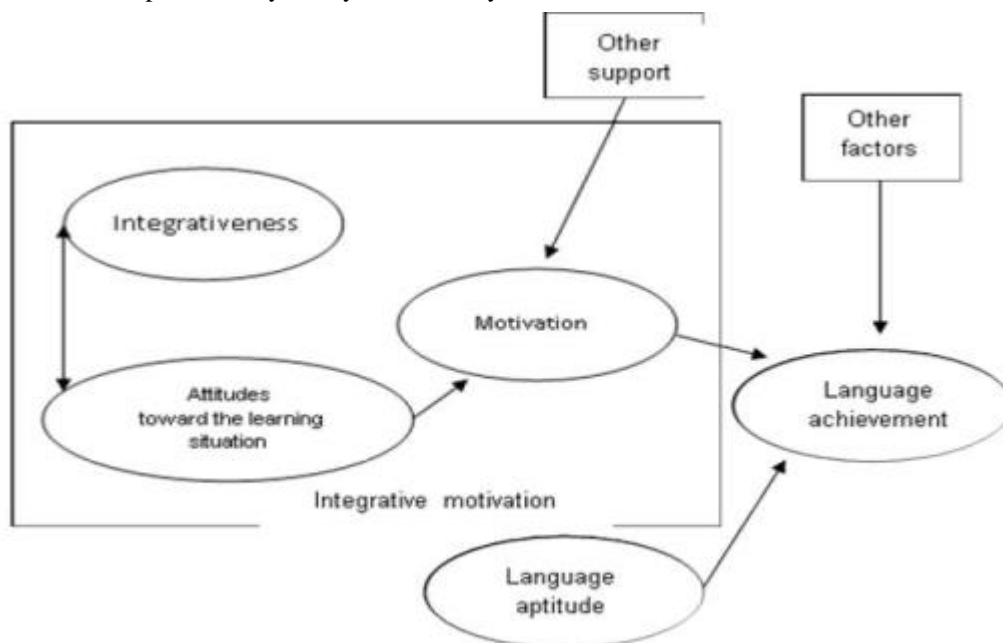 Other
support
Other
factors
Integrativeness
Motivation
Attitudes
toward the learning
situation
Language
achievement
Integrative motivation
Language
aptitude